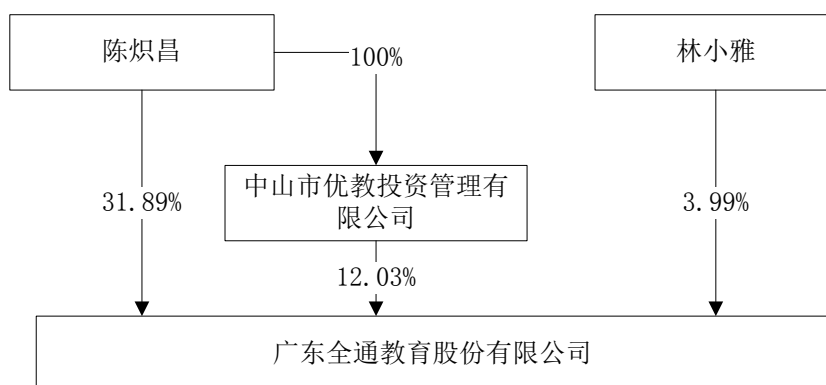 陈炽昌
林小雅
100%
中山市优教投资管理有
限公司
31.89%
3.99%
12.03%
广东全通教育股份有限公司